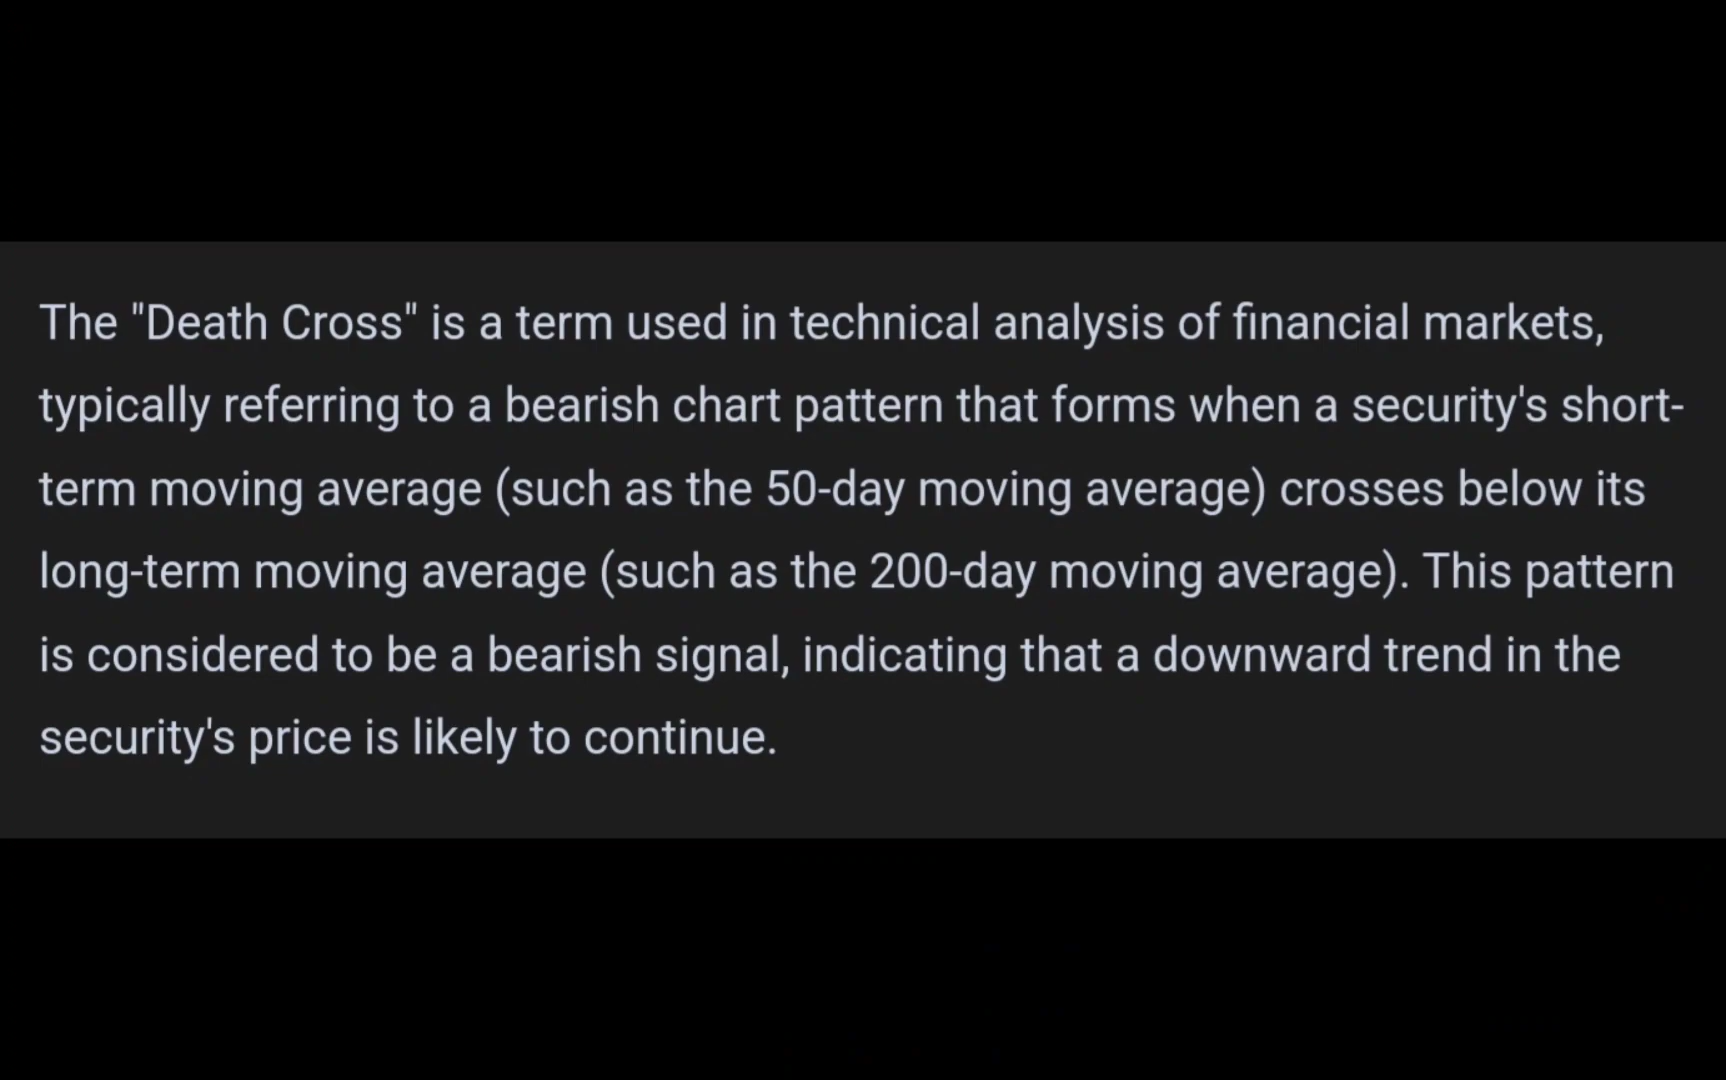 The "Death Cross" is a term used in technical analysis of financial markets,
typically referring to a bearish chart pattern that forms when a security's short-
term moving average (such as the 50-day moving average) crosses below its
long-term moving average (such as the 200-day moving average). This pattern
is considered to be a bearish signal, indicating that a downward trend in the
security's price is likely to continue.